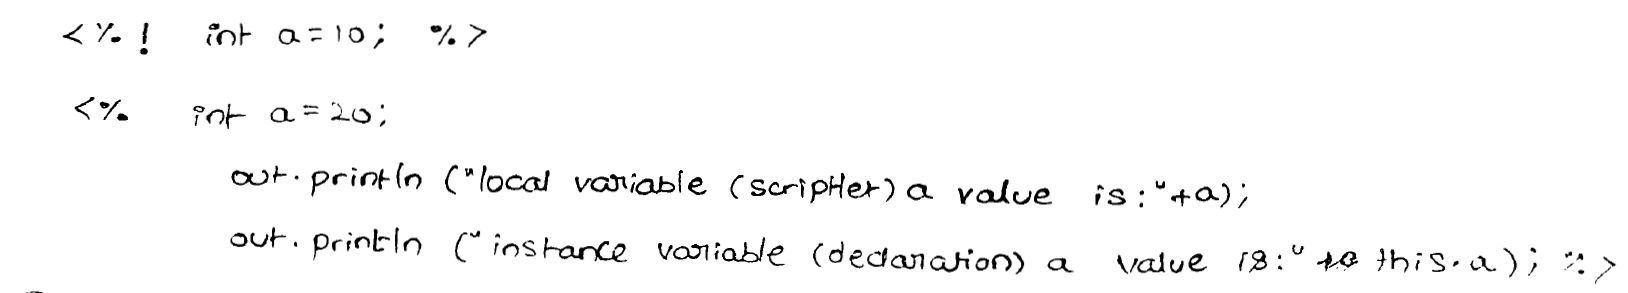 <%! int a=10; %>
<% int a=20;
out.println ("local variable (scriptlet) a value is:"+a);
out.println ("instance variable (declaration) a value is:" + this.a); %>